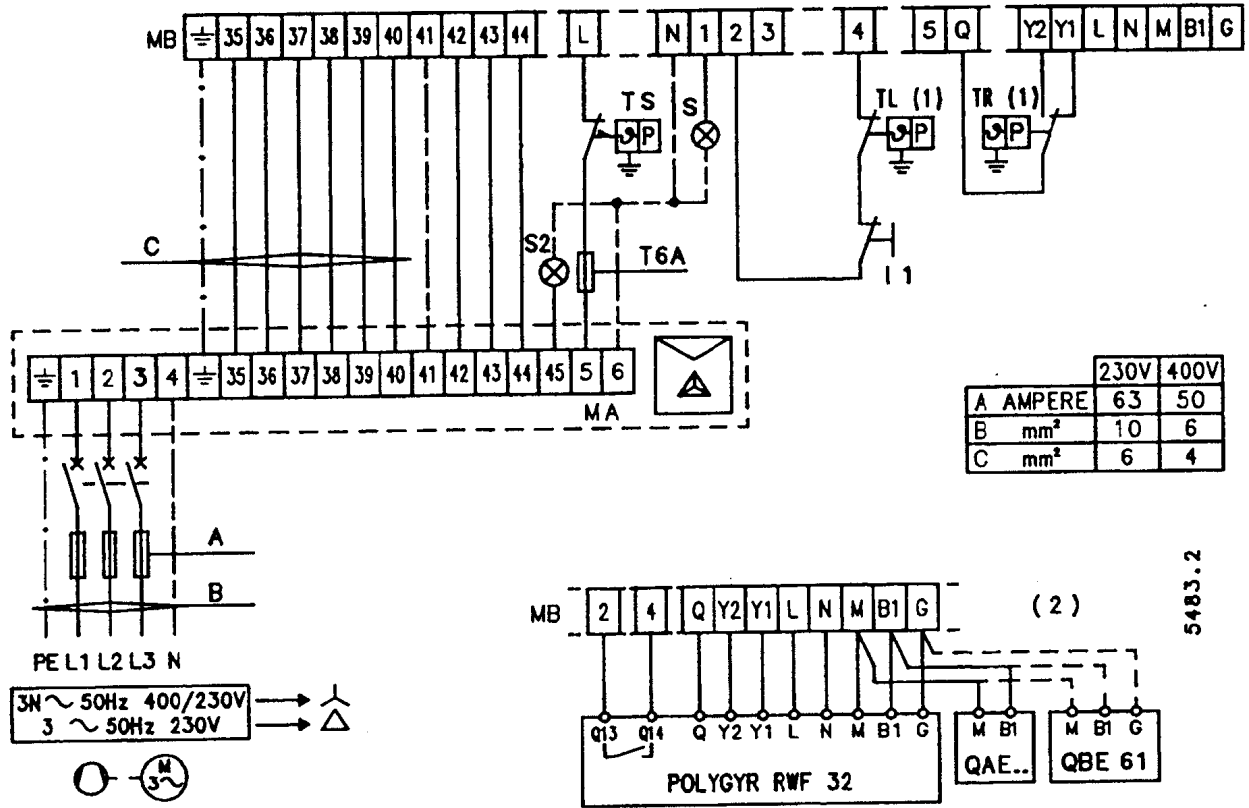 MB ⏚ 35 36 37 38 39 40 41 42 43 44 L N 1 2 3 4 5 Q Y2 Y1 L N M B1 G
TS S TL (1) TR (1)
ϑ P ϑ P ϑ P
C S2 T6A I1
⏚ 1 2 3 4 ⏚ 35 36 37 38 39 40 41 42 43 44 45 5 6
MA
230V 400V
A AMPERE 63 50
B mm² 10 6
C mm² 6 4
A
B
PE L1 L2 L3 N
3N ~ 50Hz 400/230V
3 ~ 50Hz 230V
M
3~
MB 2 4 Q Y2 Y1 L N M B1 G (2)
Q13 Q14 Q Y2 Y1 L N M B1 G M B1 M B1 G
POLYGYR RWF 32 QAE.. QBE 61
5483.2